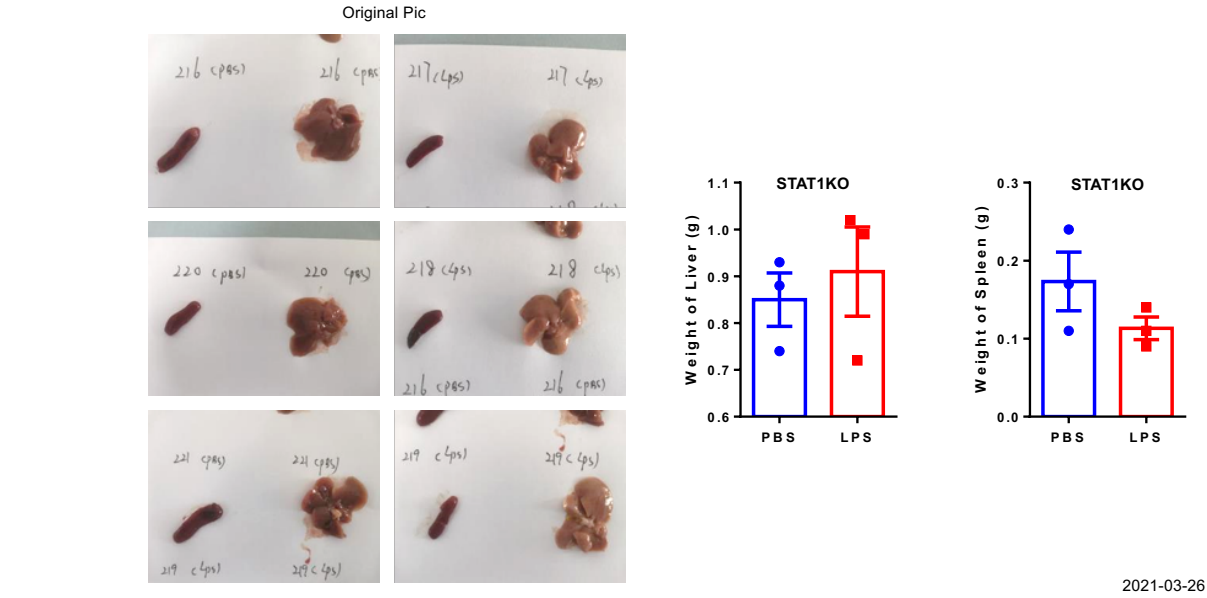 Original Pic
216 (PBS) 216 (PBS
217 (Lps) 217 (Lps)
220 (PBS) 220 (PBS)
218 (Lps) 218 (Lps)
216 (PBS) 216 (PBS)
221 (PBS) 221 (PBS)
219 (Lps) 219 (Lps)
219 (Lps) 219 (Lps)
STAT1KO
Weight of Liver (g)
1.1
1.0
0.9
0.8
0.7
0.6
PBS LPS
STAT1KO
Weight of Spleen (g)
0.3
0.2
0.1
0.0
PBS LPS
2021-03-26